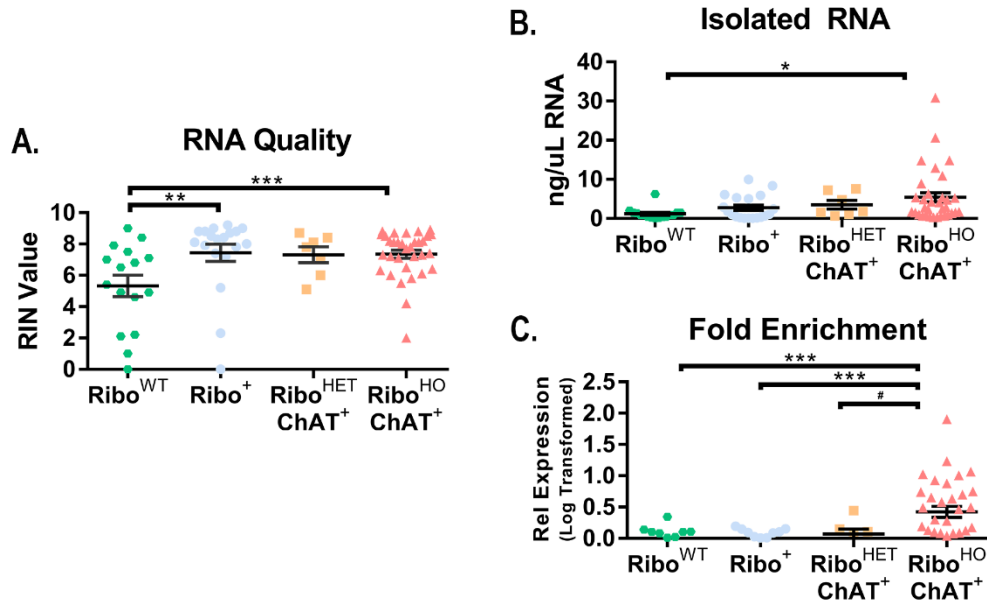 A.
RNA Quality
***
**
RIN Value
10
8
6
4
2
0
Ribo^WT Ribo^+ Ribo^HET ChAT^+ Ribo^HO ChAT^+
B.
Isolated RNA
*
ng/uL RNA
40
30
20
10
0
Ribo^WT Ribo^+ Ribo^HET ChAT^+ Ribo^HO ChAT^+
C.
Fold Enrichment
***
***
#
Rel Expression
(Log Transformed)
2.5
2.0
1.5
1.0
0.5
0.0
Ribo^WT Ribo^+ Ribo^HET ChAT^+ Ribo^HO ChAT^+